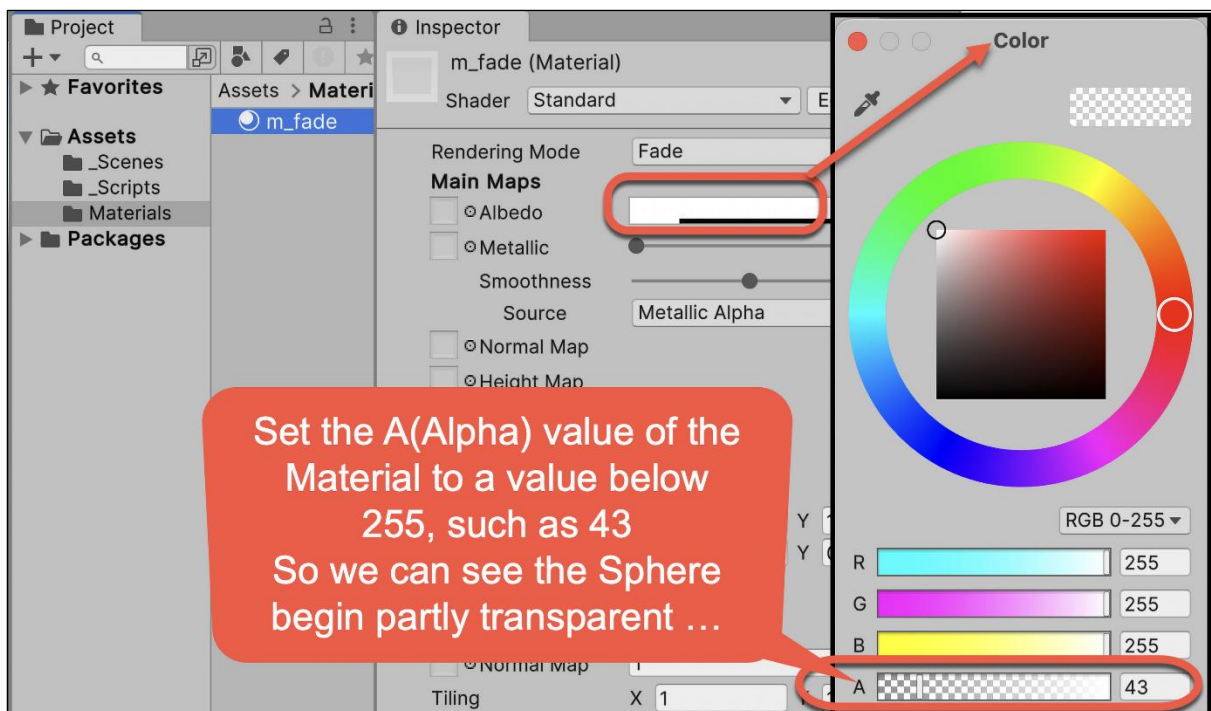 Project
Favorites
Assets
_Scenes
_Scripts
Materials
Packages
Assets > Materi
m_fade
Inspector
m_fade (Material)
Shader Standard
Rendering Mode Fade
Main Maps
Albedo
Metallic
Smoothness
Source Metallic Alpha
Normal Map
Height Map
Set the A(Alpha) value of the
Material to a value below
255, such as 43
So we can see the Sphere
begin partly transparent …
Y
Y
Normal Map 1
Tiling X 1 Y
Color
RGB 0-255
R 255
G 255
B 255
A 43